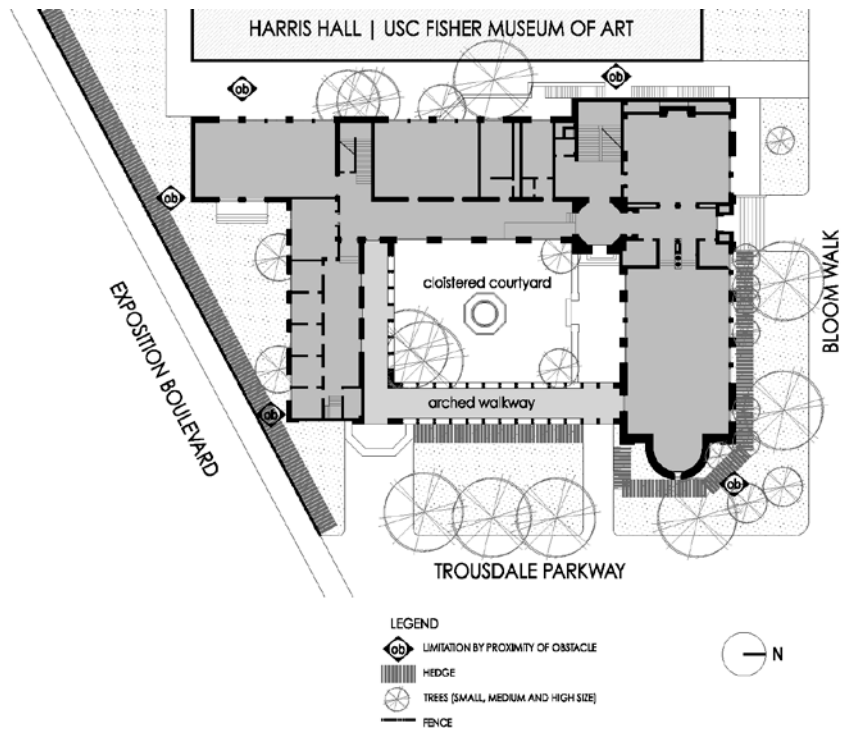 HARRIS HALL | USC FISHER MUSEUM OF ART
ob
ob
ob
cloistered courtyard
EXPOSITION BOULEVARD
BLOOM WALK
arched walkway
ob
ob
TROUSDALE PARKWAY
LEGEND
ob LIMITATION BY PROXIMITY OF OBSTACLE
HEDGE
TREES (SMALL, MEDIUM AND HIGH SIZE)
FENCE
N